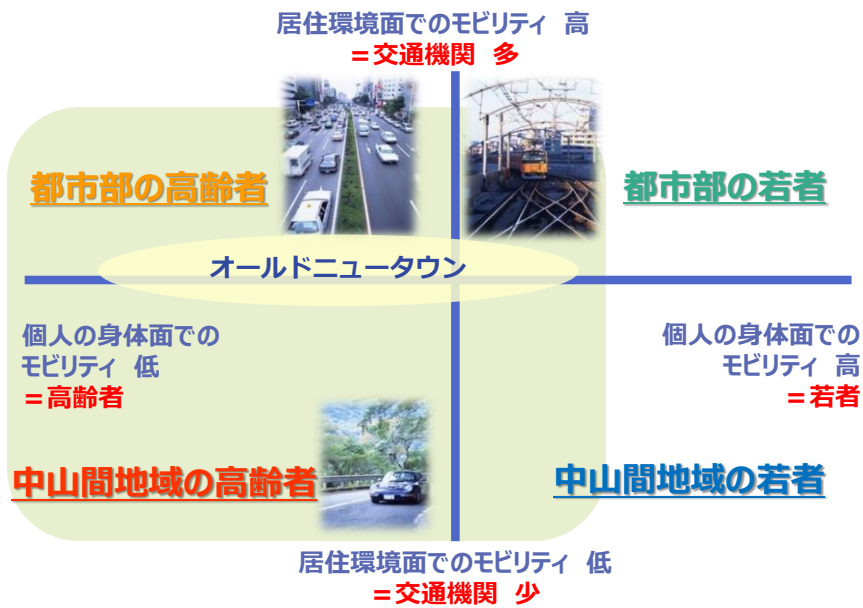 居住環境面でのモビリティ 高
=交通機関 多
都市部の高齢者
都市部の若者
オールドニュータウン
個人の身体面での
モビリティ 低
=高齢者
個人の身体面での
モビリティ 高
=若者
中山間地域の高齢者
中山間地域の若者
居住環境面でのモビリティ 低
=交通機関 少